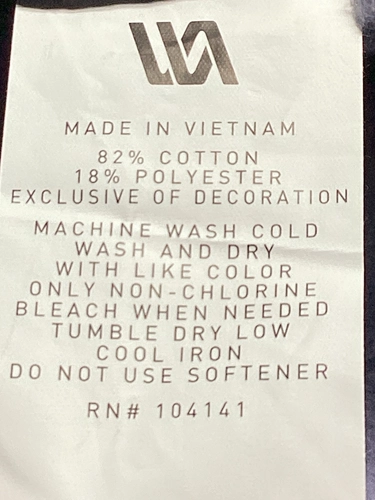 MADE IN VIETNAM
82% COTTON
18% POLYESTER
EXCLUSIVE OF DECORATION
MACHINE WASH COLD
WASH AND DRY
WITH LIKE COLOR
ONLY NON-CHLORINE
BLEACH WHEN NEEDED
TUMBLE DRY LOW
COOL IRON
DO NOT USE SOFTENER
RN# 104141